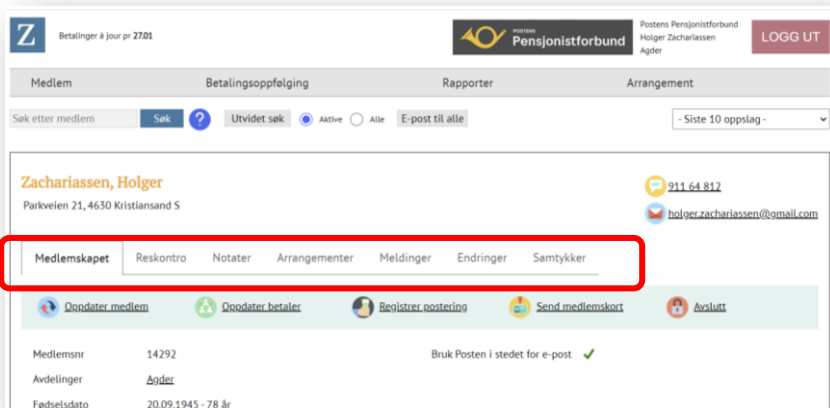 Z
Betalinger à jour pr 27.01
POSTENS
Pensjonistforbund
Postens Pensjonistforbund
Holger Zachariassen
Agder
LOGG UT
Medlem Betalingsoppfølging Rapporter Arrangement
Søk etter medlem Søk ? Utvidet søk Aktive Alle E-post til alle - Siste 10 oppslag -
Zachariassen, Holger
Parkveien 21, 4630 Kristiansand S
911 64 812
holger.zachariassen@gmail.com
Medlemskapet Reskontro Notater Arrangementer Meldinger Endringer Samtykker
Oppdater medlem Oppdater betaler Registrer postering Send medlemskort Avslutt
Medlemsnr 14292 Bruk Posten i stedet for e-post
Avdelinger Agder
Fødselsdato 20.09.1945 - 78 år